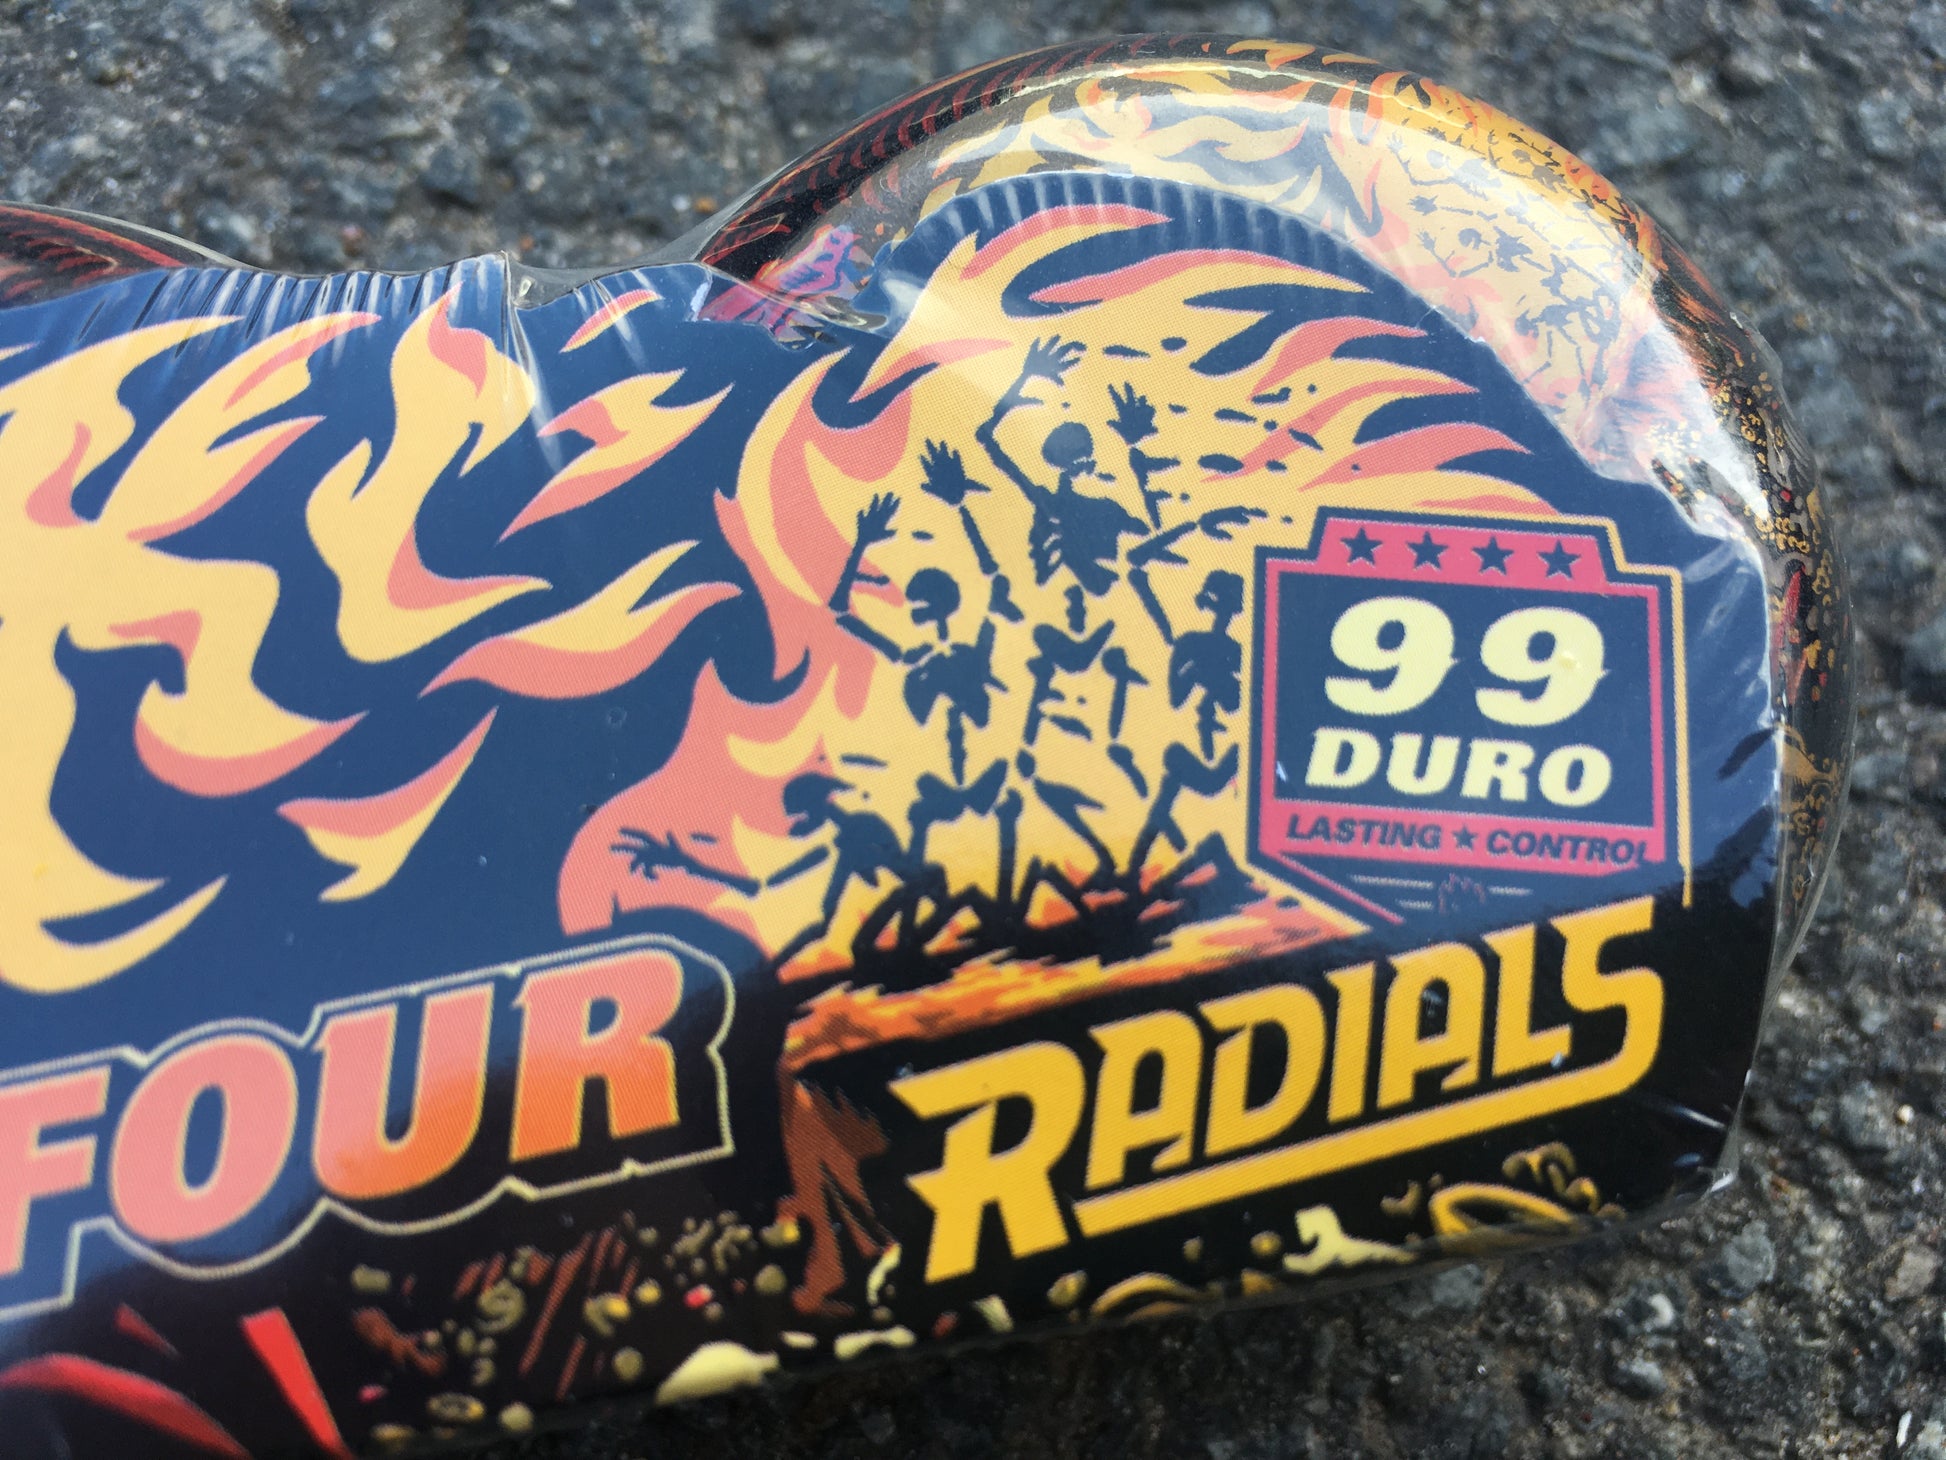 99
DURO
LASTING ★ CONTROL
FOUR
RADIALS